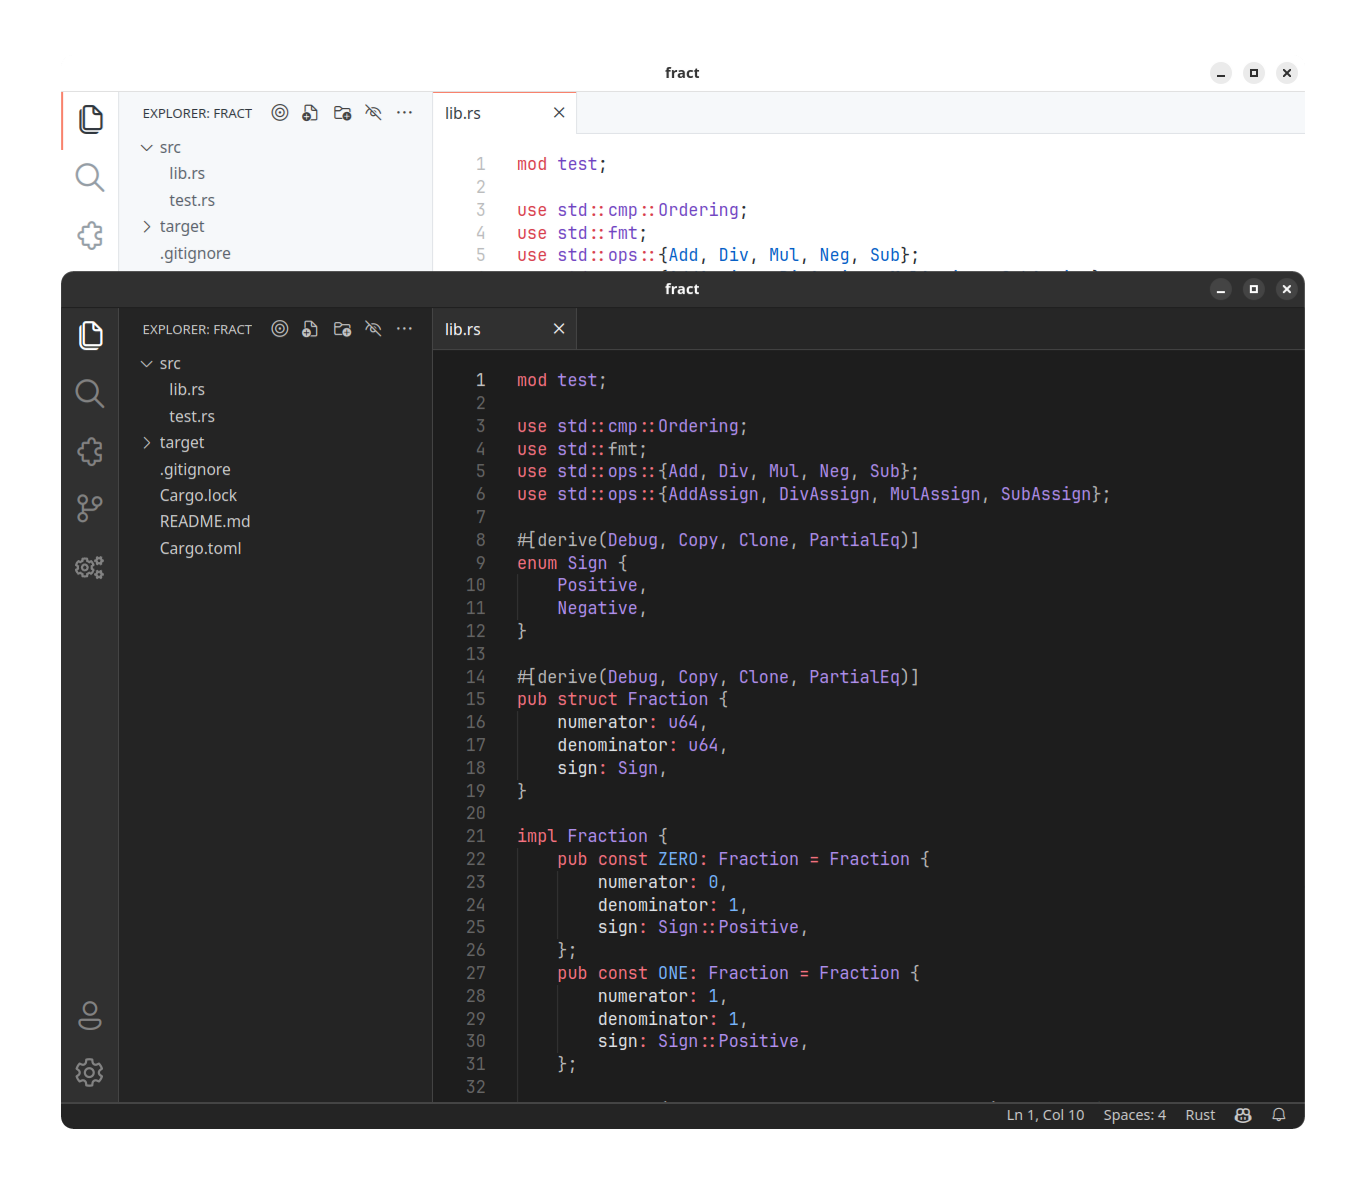 fract
EXPLORER: FRACT
lib.rs
src
lib.rs
test.rs
target
.gitignore
1 mod test;
2
3 use std::cmp::Ordering;
4 use std::fmt;
5 use std::ops::{Add, Div, Mul, Neg, Sub};
fract
EXPLORER: FRACT
lib.rs
src
lib.rs
test.rs
target
.gitignore
Cargo.lock
README.md
Cargo.toml
1 mod test;
2
3 use std::cmp::Ordering;
4 use std::fmt;
5 use std::ops::{Add, Div, Mul, Neg, Sub};
6 use std::ops::{AddAssign, DivAssign, MulAssign, SubAssign};
7
8 #[derive(Debug, Copy, Clone, PartialEq)]
9 enum Sign {
10     Positive,
11     Negative,
12 }
13
14 #[derive(Debug, Copy, Clone, PartialEq)]
15 pub struct Fraction {
16     numerator: u64,
17     denominator: u64,
18     sign: Sign,
19 }
20
21 impl Fraction {
22     pub const ZERO: Fraction = Fraction {
23         numerator: 0,
24         denominator: 1,
25         sign: Sign::Positive,
26     };
27     pub const ONE: Fraction = Fraction {
28         numerator: 1,
29         denominator: 1,
30         sign: Sign::Positive,
31     };
32
Ln 1, Col 10 Spaces: 4 Rust